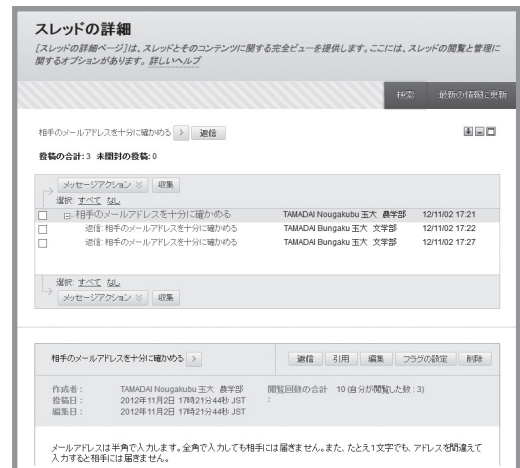 スレッドの詳細
[スレッドの詳細ページ]は、スレッドとそのコンテンツに関する完全ビューを提供します。ここには、スレッドの閲覧と管理に
関するオプションがあります。詳しいヘルプ
検索 最新の情報に更新
相手のメールアドレスを十分に確かめる > 返信
投稿の合計: 3 未開封の投稿: 0
メッセージアクション 収集
選択: すべて なし
相手のメールアドレスを十分に確かめる TAMADAI Nougakubu 玉大 農学部 12/11/02 17:21
返信: 相手のメールアドレスを十分に確かめる TAMADAI Bungaku 玉大 文学部 12/11/02 17:22
返信: 相手のメールアドレスを十分に確かめる TAMADAI Bungaku 玉大 文学部 12/11/02 17:27
選択: すべて なし
メッセージアクション 収集
相手のメールアドレスを十分に確かめる > 返信 引用 編集 フラグの設定 削除
作成者: TAMADAI Nougakubu 玉大 農学部 閲覧回数の合計 10 (自分が閲覧した数: 3)
投稿日: 2012年11月2日 17時21分44秒 JST :
編集日: 2012年11月2日 17時21分44秒 JST
メールアドレスは半角で入力します。全角で入力しても相手には届きません。また、たとえ1文字でも、アドレスを間違えて
入力すると相手には届きません。